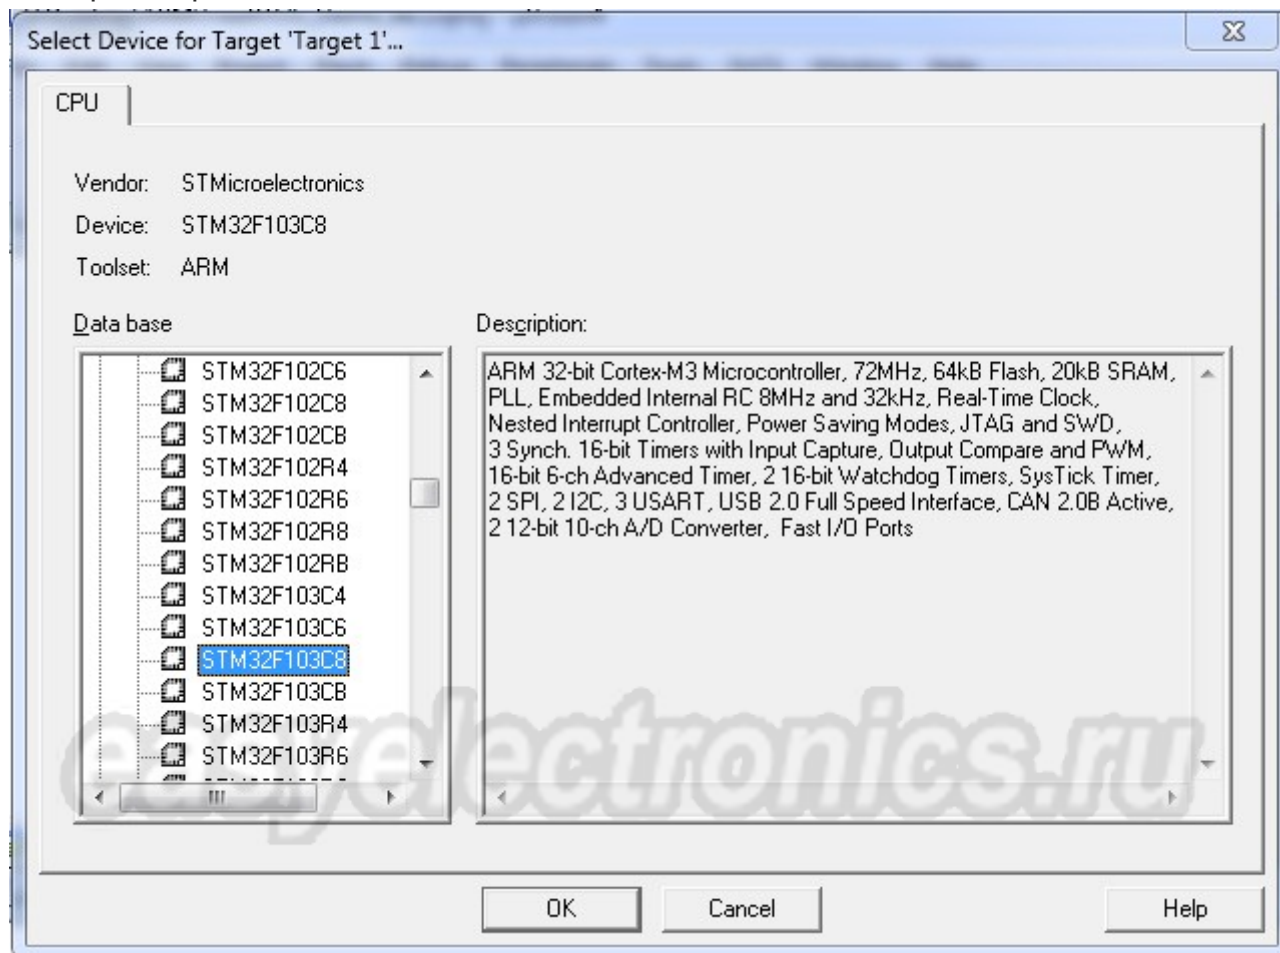 Select Device for Target 'Target 1'...
CPU
Vendor: STMicroelectronics
Device: STM32F103C8
Toolset: ARM
Data base
STM32F102C6
STM32F102C8
STM32F102CB
STM32F102R4
STM32F102R6
STM32F102R8
STM32F102RB
STM32F103C4
STM32F103C6
STM32F103C8
STM32F103CB
STM32F103R4
STM32F103R6
Description:
ARM 32-bit Cortex-M3 Microcontroller, 72MHz, 64kB Flash, 20kB SRAM,
PLL, Embedded Internal RC 8MHz and 32kHz, Real-Time Clock,
Nested Interrupt Controller, Power Saving Modes, JTAG and SWD,
3 Synch. 16-bit Timers with Input Capture, Output Compare and PWM,
16-bit 6-ch Advanced Timer, 2 16-bit Watchdog Timers, SysTick Timer,
2 SPI, 2 I2C, 3 USART, USB 2.0 Full Speed Interface, CAN 2.0B Active,
2 12-bit 10-ch A/D Converter, Fast I/O Ports
easyelectronics.ru
OK
Cancel
Help